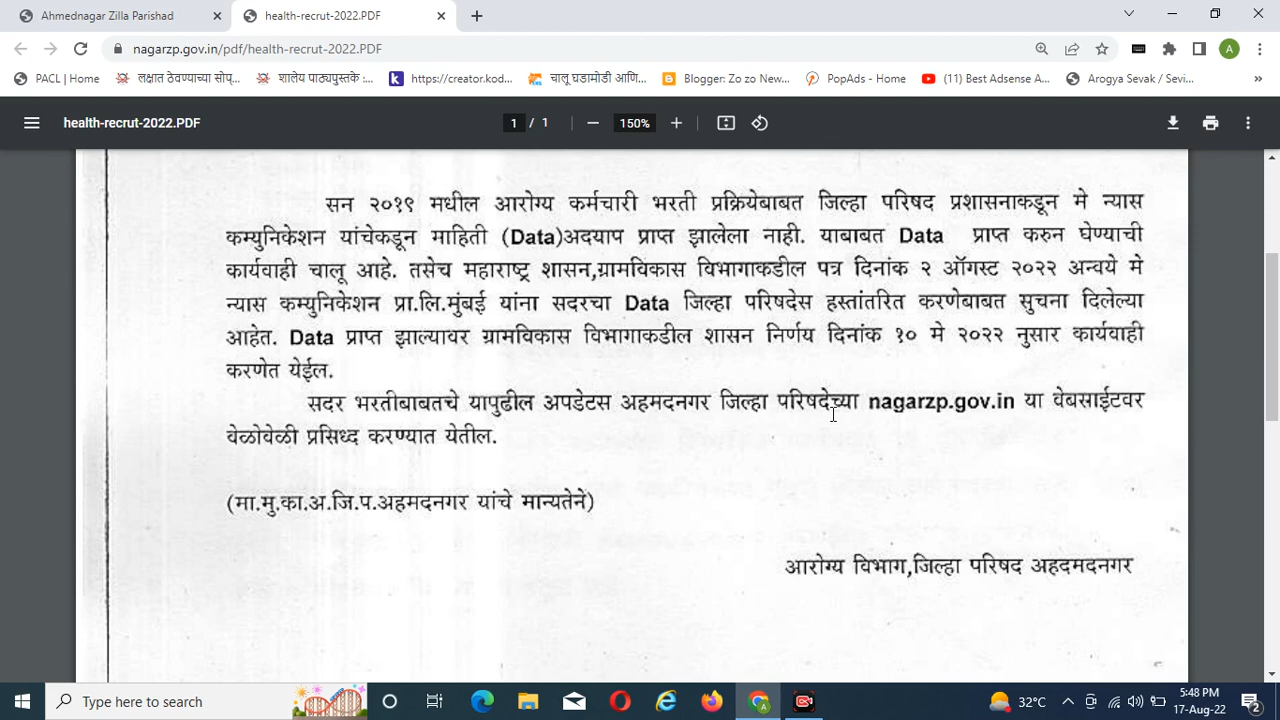 Ahmednagar Zilla Parishad
health-recrut-2022.PDF
nagarzp.gov.in/pdf/health-recrut-2022.PDF
A
PACL | Home
लक्षात ठेवण्याच्या सोप्...
शालेय पाठ्यपुस्तके :...
https://creator.kod...
चालू घडामोडी आणि...
Blogger: Zo zo New...
PopAds - Home
(11) Best Adsense A...
Arogya Sevak / Sevi...
health-recrut-2022.PDF
1 / 1
150%
सन २०१९ मधील आरोग्य कर्मचारी भरती प्रक्रियेबाबत जिल्हा परिषद प्रशासनाकडून मे न्यास
कम्युनिकेशन यांचेकडून माहिती (Data)अदयाप प्राप्त झालेला नाही. याबाबत Data प्राप्त करुन घेण्याची
कार्यवाही चालू आहे. तसेच महाराष्ट्र शासन,ग्रामविकास विभागाकडील पत्र दिनांक २ ऑगस्ट २०२२ अन्वये मे
न्यास कम्युनिकेशन प्रा.लि.मुंबई यांना सदरचा Data जिल्हा परिषदेस हस्तांतरित करणेबाबत सुचना दिलेल्या
आहेत. Data प्राप्त झाल्यावर ग्रामविकास विभागाकडील शासन निर्णय दिनांक १० मे २०२२ नुसार कार्यवाही
करणेत येईल.
सदर भरतीबाबतचे यापुढील अपडेटस अहमदनगर जिल्हा परिषदेच्या nagarzp.gov.in या वेबसाईटवर
वेळोवेळी प्रसिध्द करण्यात येतील.
(मा.मु.का.अ.जि.प.अहमदनगर यांचे मान्यतेने)
आरोग्य विभाग,जिल्हा परिषद अहदमदनगर
Type here to search
32°C
5:48 PM
17-Aug-22
2